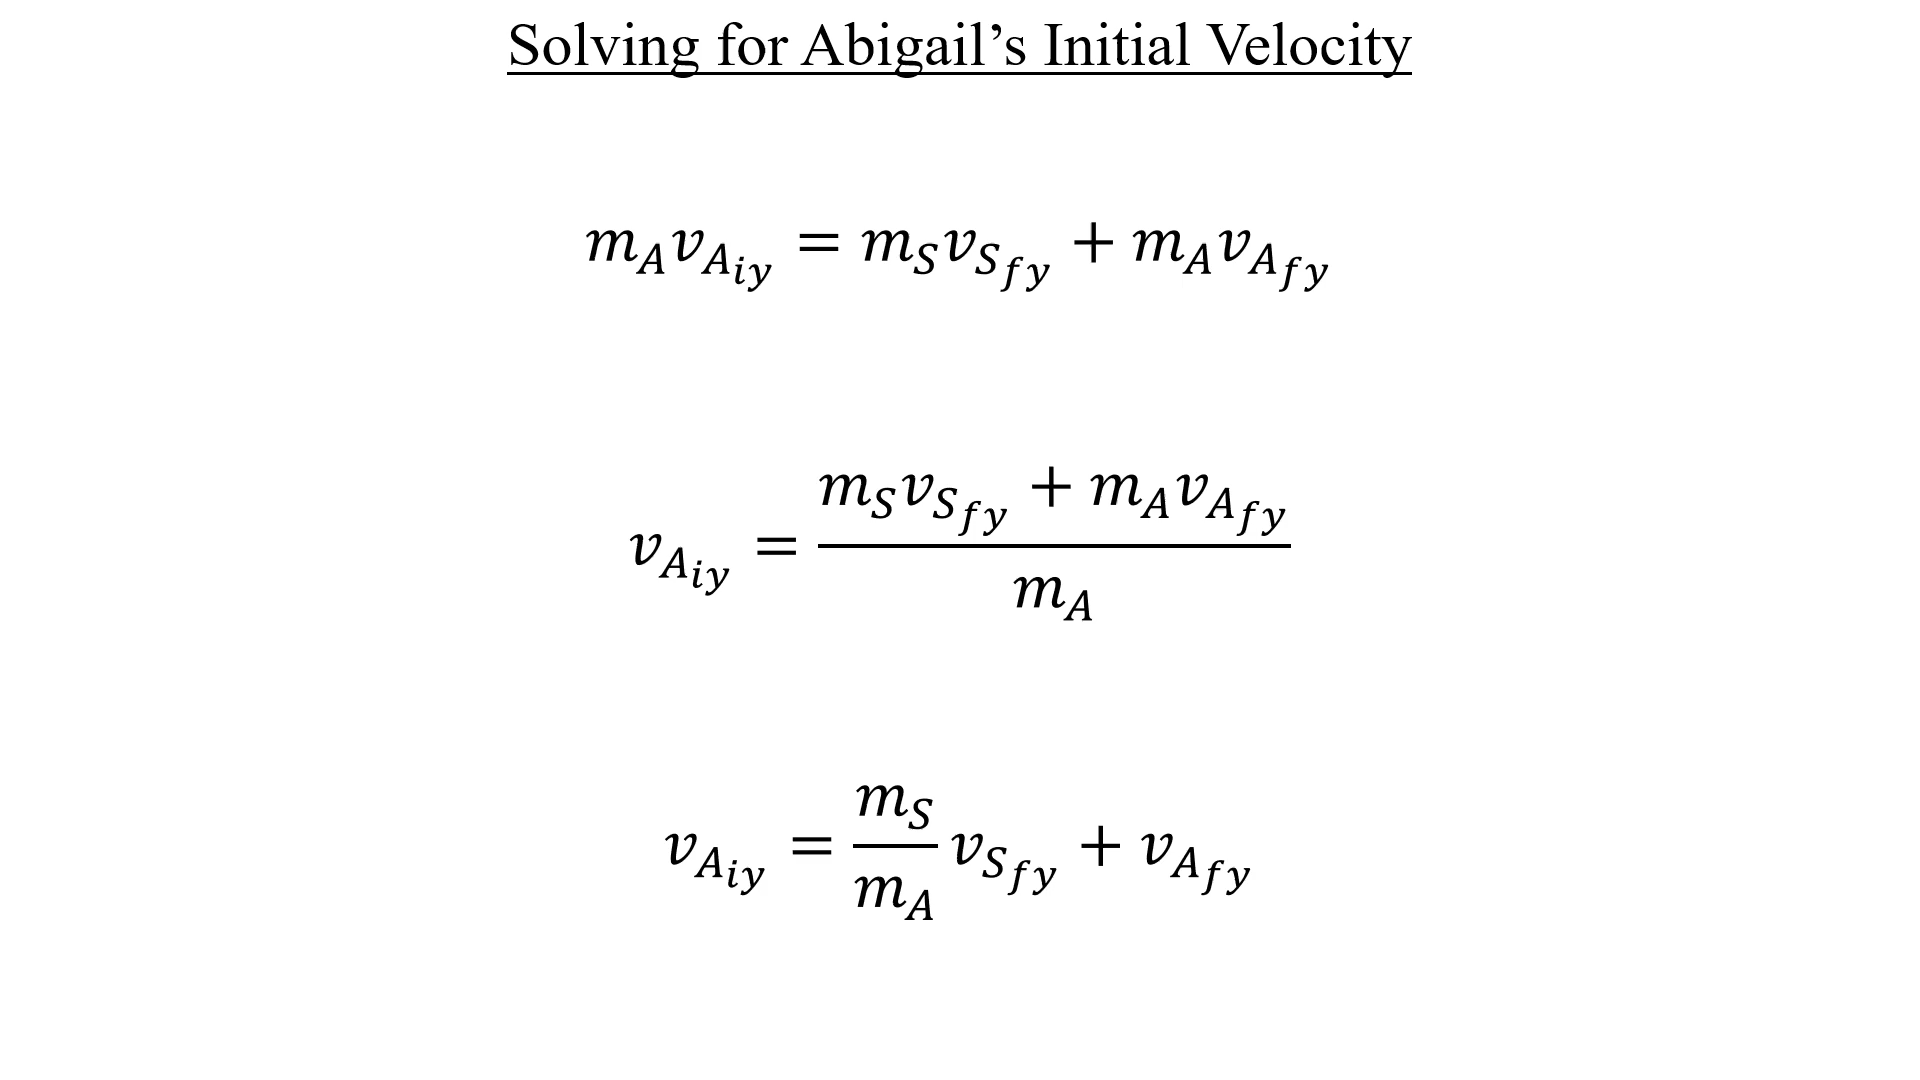 Solving for Abigail’s Initial Velocity
$m_A v_{A_{iy}} = m_S v_{S_{fy}} + m_A v_{A_{fy}}$
$v_{A_{iy}} = \frac{m_S v_{S_{fy}} + m_A v_{A_{fy}}}{m_A}$
$v_{A_{iy}} = \frac{m_S}{m_A} v_{S_{fy}} + v_{A_{fy}}$